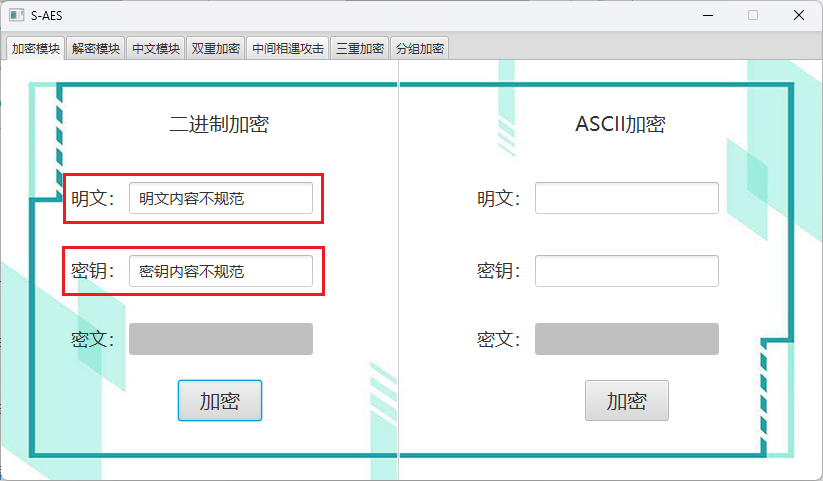 S-AES
加密模块 解密模块 中文模块 双重加密 中间相遇攻击 三重加密 分组加密
二进制加密
明文： 明文内容不规范
密钥： 密钥内容不规范
密文：
加密
ASCII加密
明文：
密钥：
密文：
加密